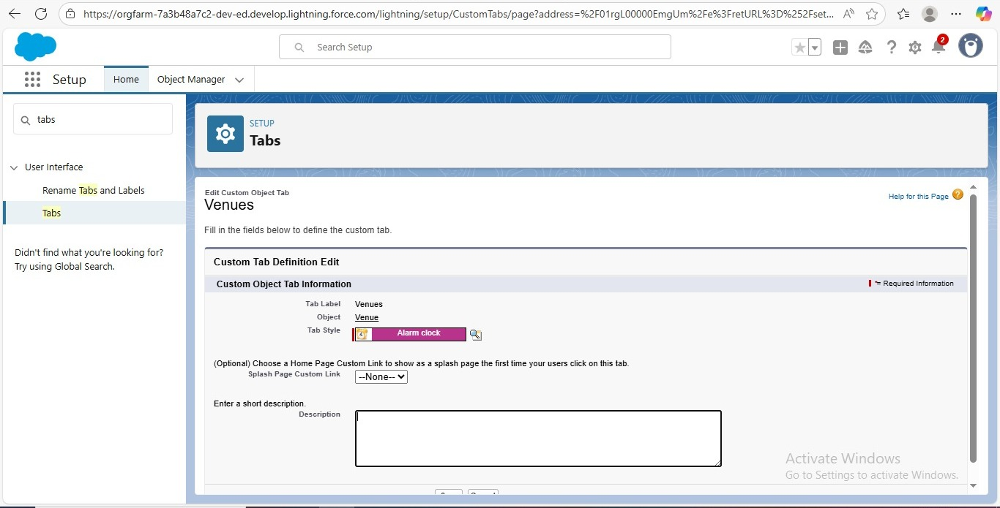 https://orgfarm-7a3b48a7c2-dev-ed.develop.lightning.force.com/lightning/setup/CustomTabs/page?address=%2F01rgL00000EmgUm%2Fe%3FretURL%3D%252Fset...
Search Setup
2
Setup
Home
Object Manager
tabs
SETUP
Tabs
User Interface
Rename Tabs and Labels
Tabs
Didn't find what you're looking for?
Try using Global Search.
Edit Custom Object Tab
Venues
Help for this Page
Fill in the fields below to define the custom tab.
Custom Tab Definition Edit
Custom Object Tab Information
= Required Information
Tab Label Venues
Object Venue
Tab Style Alarm clock
(Optional) Choose a Home Page Custom Link to show as a splash page the first time your users click on this tab.
Splash Page Custom Link --None--
Enter a short description.
Description
Activate Windows
Go to Settings to activate Windows.